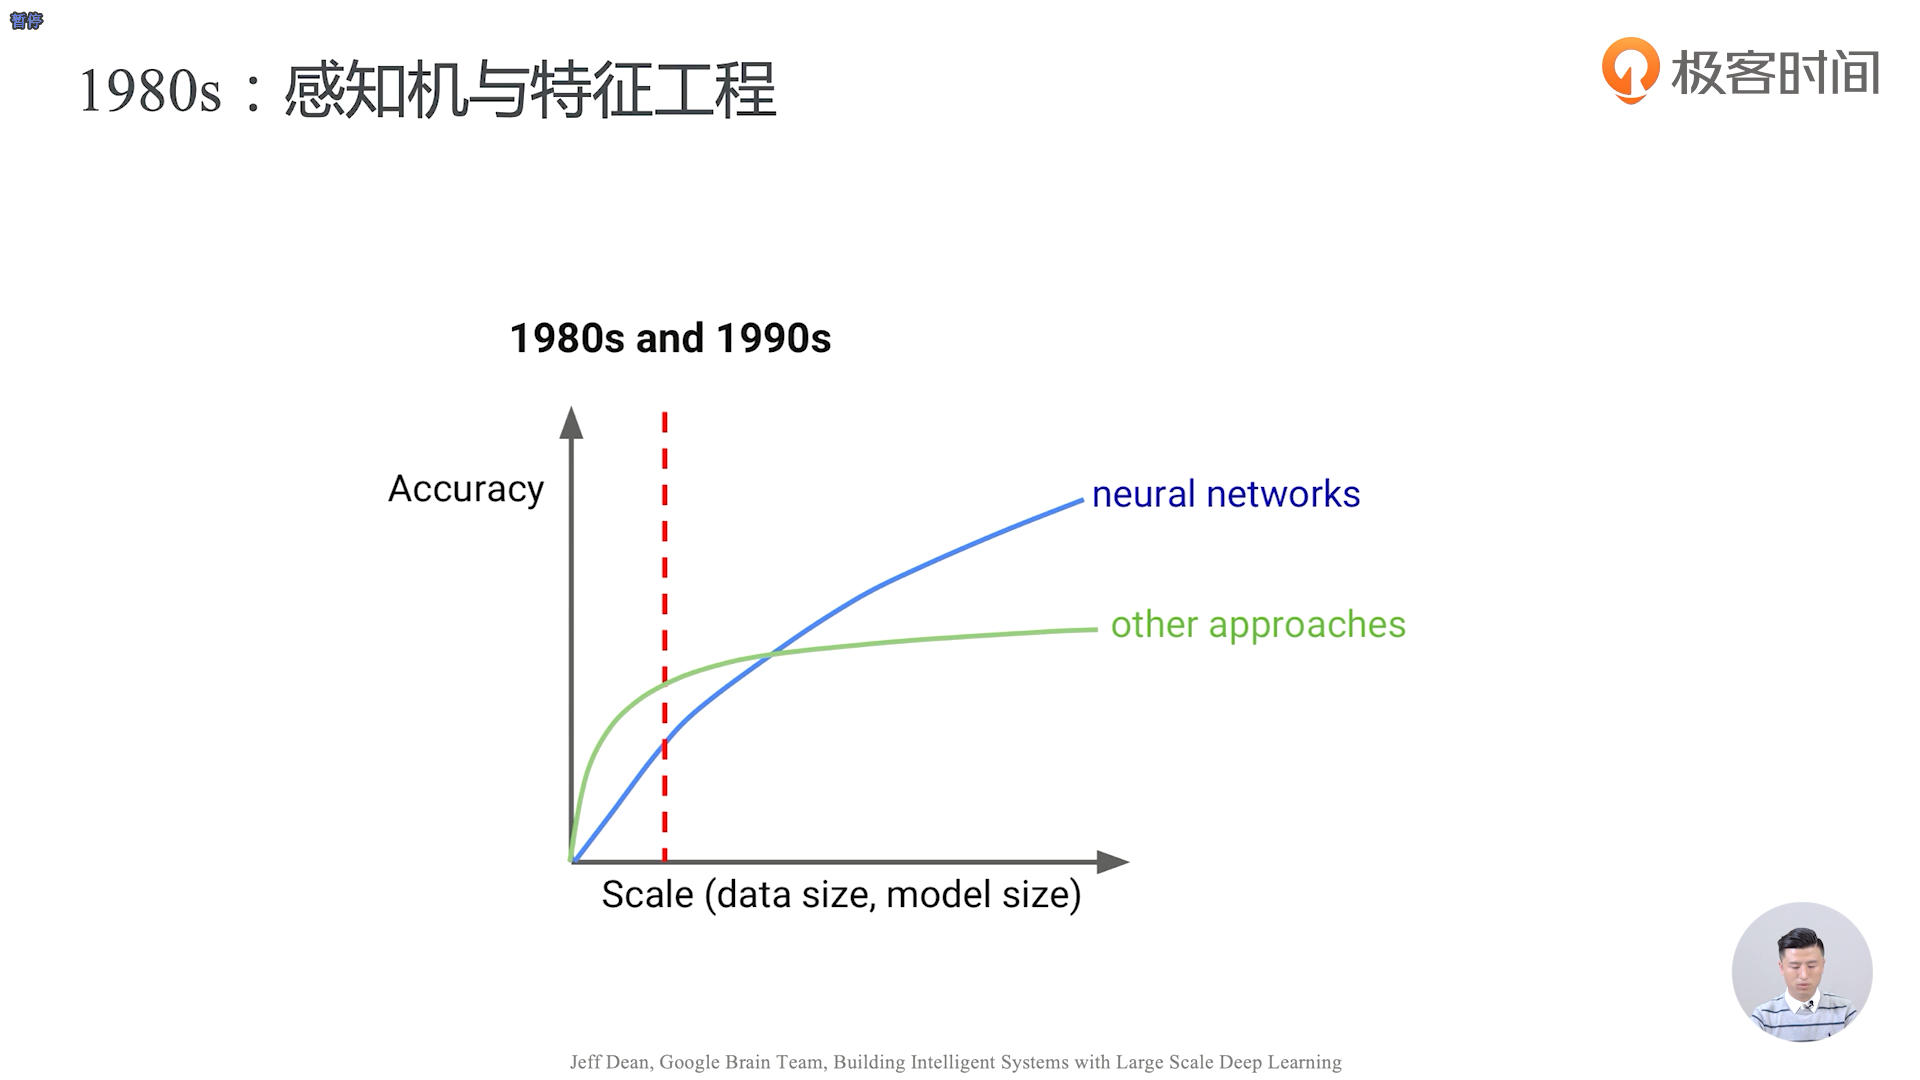 暂停
1980s：感知机与特征工程
极客时间
1980s and 1990s
Accuracy
neural networks
other approaches
Scale (data size, model size)
Jeff Dean, Google Brain Team, Building Intelligent Systems with Large Scale Deep Learning